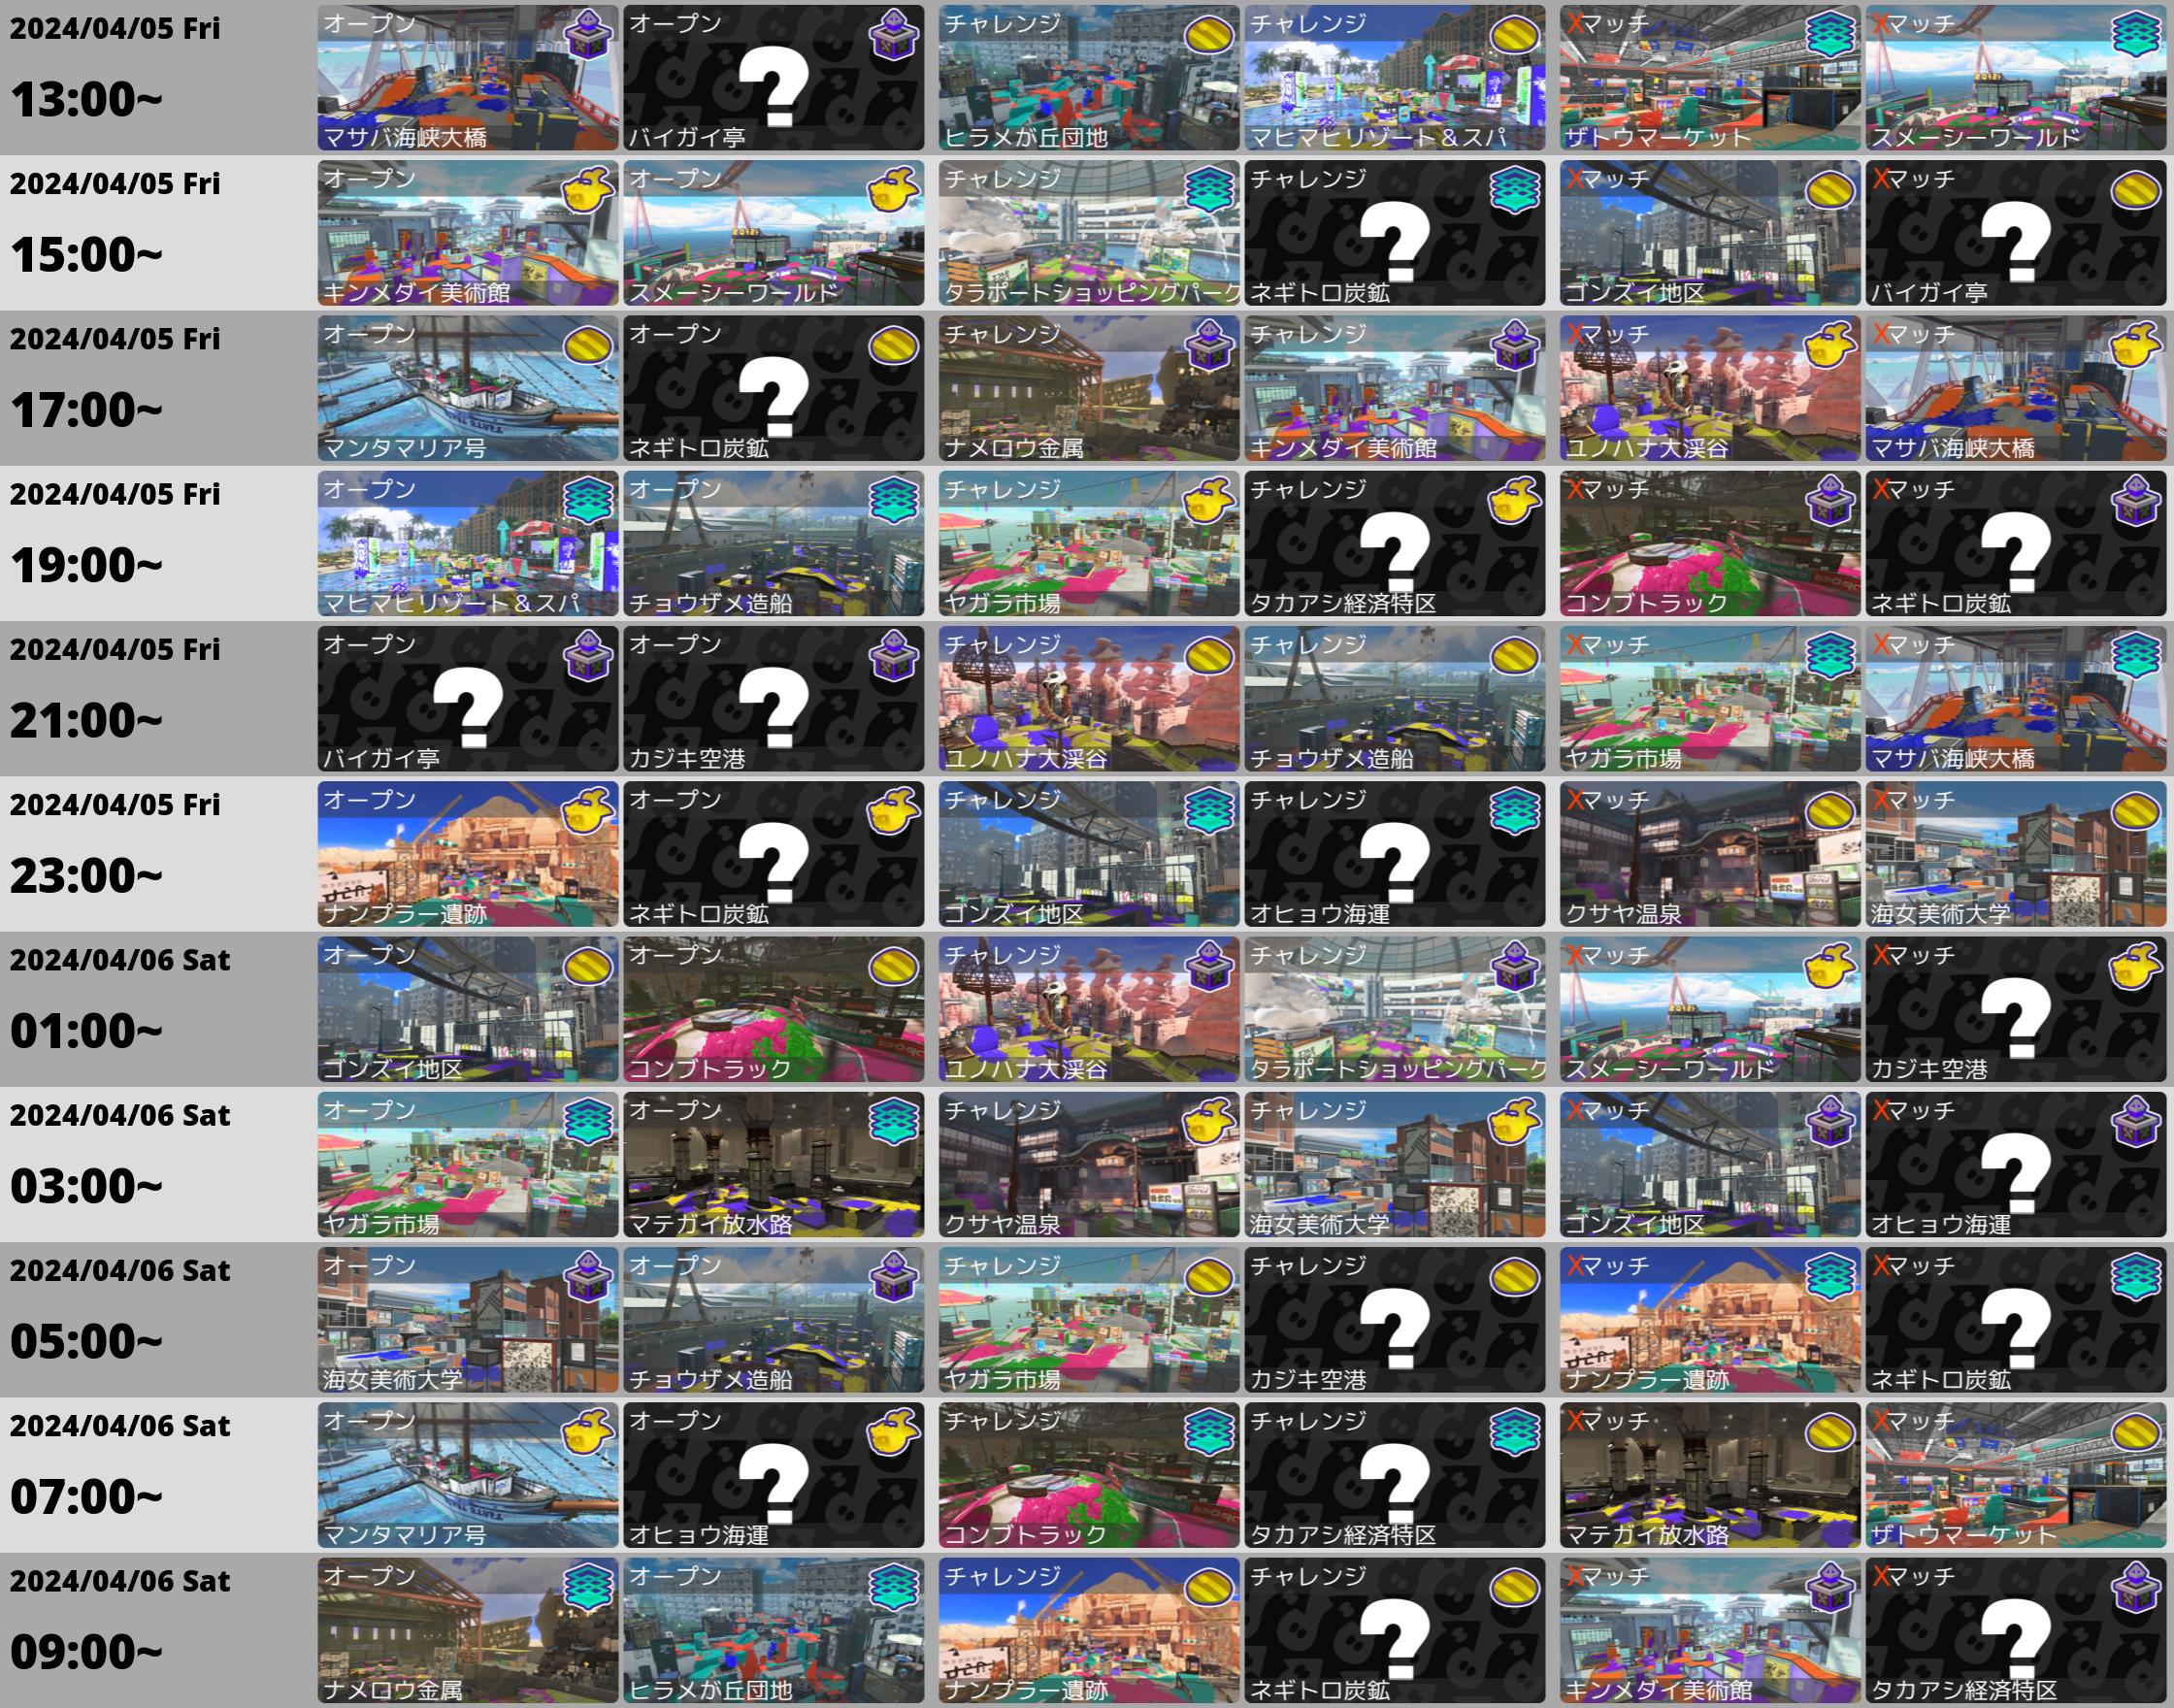 2024/04/05 Fri
13:00~
オープン
マサバ海峡大橋
オープン
バイガイ亭
チャレンジ
ヒラメが丘団地
チャレンジ
マヒマヒリゾート＆スパ
Xマッチ
ザトウマーケット
Xマッチ
スメーシーワールド
2024/04/05 Fri
15:00~
オープン
キンメダイ美術館
オープン
スメーシーワールド
チャレンジ
タラポートショッピングパーク
チャレンジ
ネギトロ炭鉱
Xマッチ
ゴンズイ地区
Xマッチ
バイガイ亭
2024/04/05 Fri
17:00~
オープン
マンタマリア号
オープン
ネギトロ炭鉱
チャレンジ
ナメロウ金属
チャレンジ
キンメダイ美術館
Xマッチ
ユノハナ大渓谷
Xマッチ
マサバ海峡大橋
2024/04/05 Fri
19:00~
オープン
マヒマヒリゾート＆スパ
オープン
チョウザメ造船
チャレンジ
ヤガラ市場
チャレンジ
タカアシ経済特区
Xマッチ
コンブトラック
Xマッチ
ネギトロ炭鉱
2024/04/05 Fri
21:00~
オープン
バイガイ亭
オープン
カジキ空港
チャレンジ
ユノハナ大渓谷
チャレンジ
チョウザメ造船
Xマッチ
ヤガラ市場
Xマッチ
マサバ海峡大橋
2024/04/05 Fri
23:00~
オープン
ナンプラー遺跡
オープン
ネギトロ炭鉱
チャレンジ
ゴンズイ地区
チャレンジ
オヒョウ海運
Xマッチ
クサヤ温泉
Xマッチ
海女美術大学
2024/04/06 Sat
01:00~
オープン
ゴンズイ地区
オープン
コンブトラック
チャレンジ
ユノハナ大渓谷
チャレンジ
タラポートショッピングパーク
Xマッチ
スメーシーワールド
Xマッチ
カジキ空港
2024/04/06 Sat
03:00~
オープン
ヤガラ市場
オープン
マテガイ放水路
チャレンジ
クサヤ温泉
チャレンジ
海女美術大学
Xマッチ
ゴンズイ地区
Xマッチ
オヒョウ海運
2024/04/06 Sat
05:00~
オープン
海女美術大学
オープン
チョウザメ造船
チャレンジ
ヤガラ市場
チャレンジ
カジキ空港
Xマッチ
ナンプラー遺跡
Xマッチ
ネギトロ炭鉱
2024/04/06 Sat
07:00~
オープン
マンタマリア号
オープン
オヒョウ海運
チャレンジ
コンブトラック
チャレンジ
タカアシ経済特区
Xマッチ
マテガイ放水路
Xマッチ
ザトウマーケット
2024/04/06 Sat
09:00~
オープン
ナメロウ金属
オープン
ヒラメが丘団地
チャレンジ
ナンプラー遺跡
チャレンジ
ネギトロ炭鉱
Xマッチ
キンメダイ美術館
Xマッチ
タカアシ経済特区